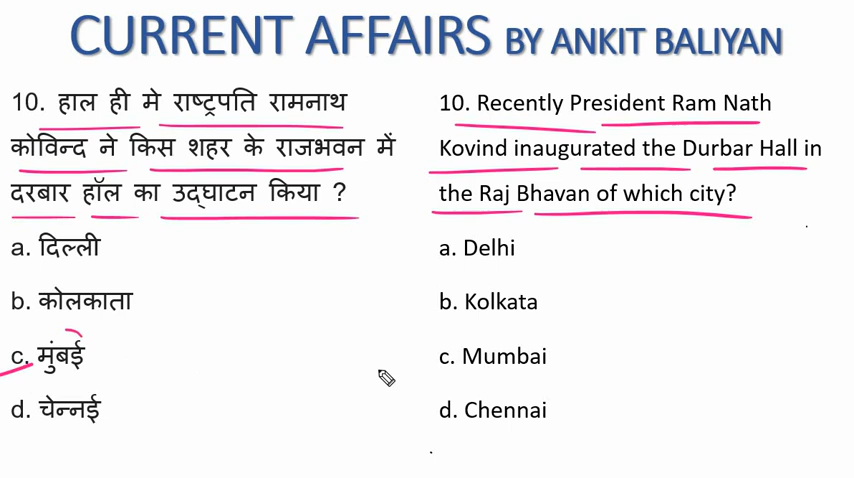 CURRENT AFFAIRS BY ANKIT BALIYAN
10. हाल ही मे राष्ट्रपति रामनाथ
कोविन्द ने किस शहर के राजभवन में
दरबार हॉल का उद्घाटन किया ?
a. दिल्ली
b. कोलकाता
c. मुंबई
d. चेन्नई
10. Recently President Ram Nath
Kovind inaugurated the Durbar Hall in
the Raj Bhavan of which city?
a. Delhi
b. Kolkata
c. Mumbai
d. Chennai